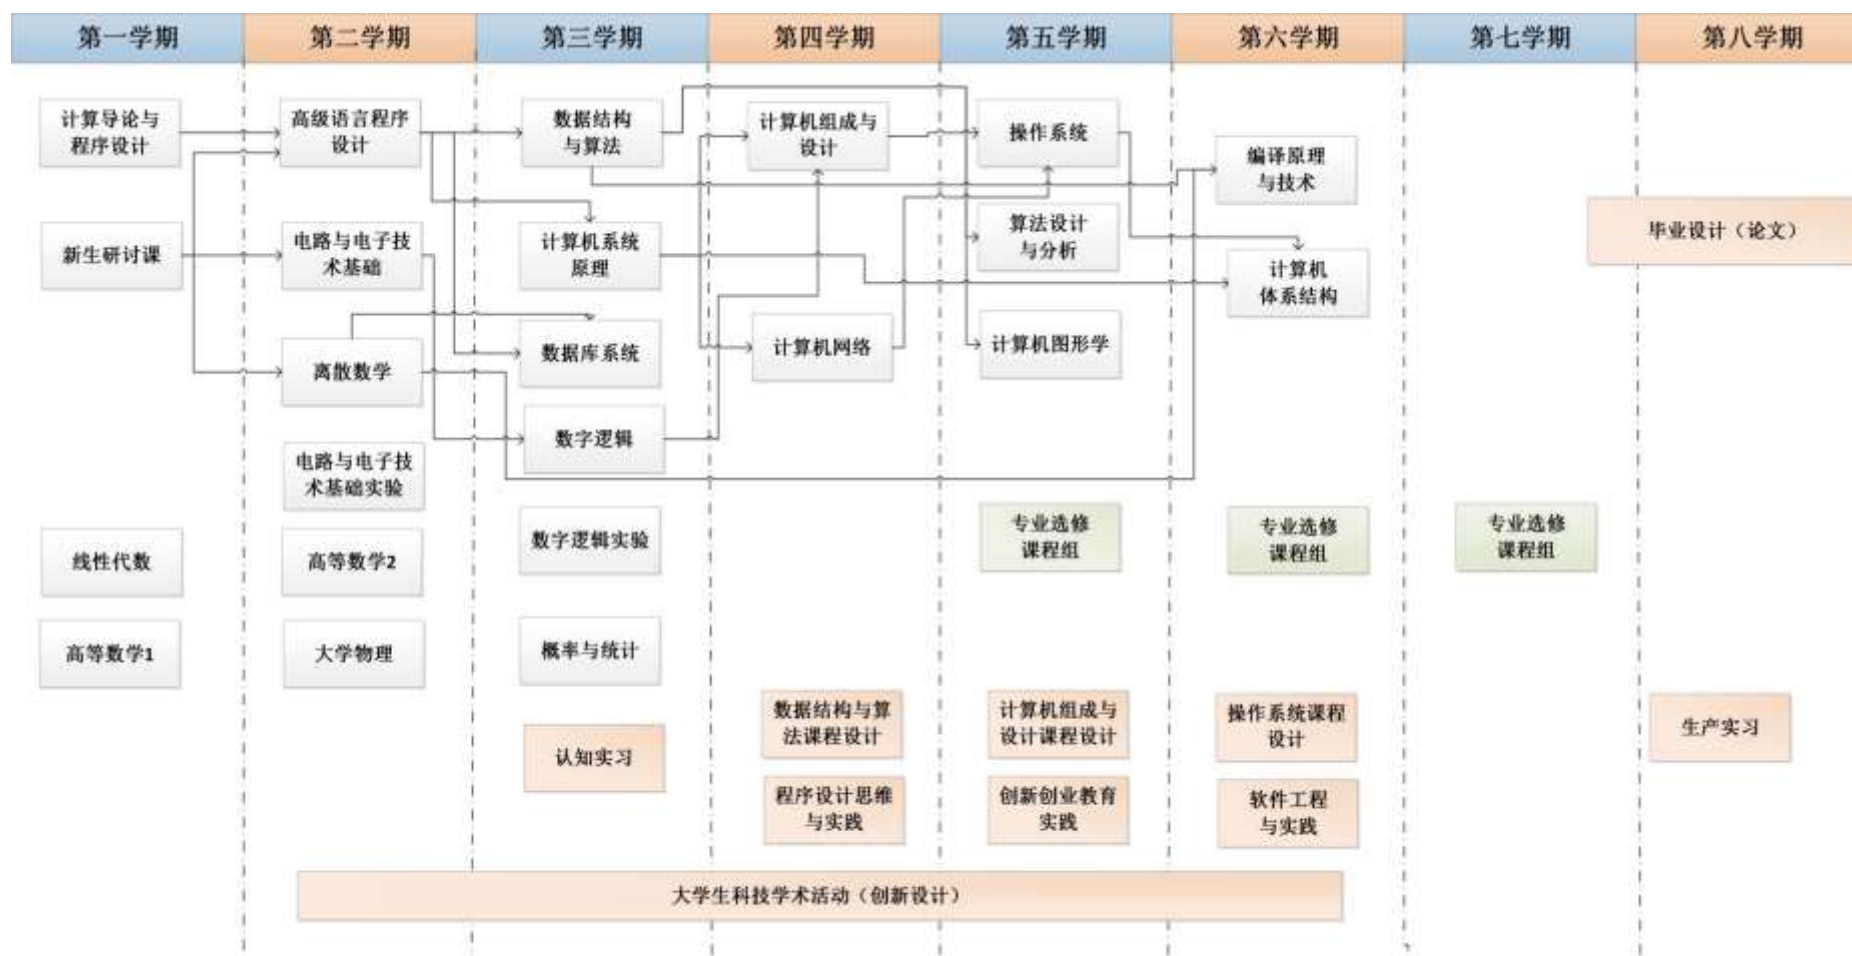 第一学期
第二学期
第三学期
第四学期
第五学期
第六学期
第七学期
第八学期
计算导论与
程序设计
新生研讨课
线性代数
高等数学1
高级语言程序
设计
电路与电子技
术基础
离散数学
电路与电子技
术基础实验
高等数学2
大学物理
数据结构
与算法
计算机系统
原理
数据库系统
数字逻辑
数字逻辑实验
概率与统计
认知实习
计算机组成与
设计
计算机网络
数据结构与算
法课程设计
程序设计思维
与实践
操作系统
算法设计
与分析
计算机图形学
专业选修
课程组
计算机组成与
设计课程设计
创新创业教育
实践
编译原理
与技术
计算机
体系结构
专业选修
课程组
操作系统课程
设计
软件工程
与实践
专业选修
课程组
毕业设计（论文）
生产实习
大学生科技学术活动（创新设计）